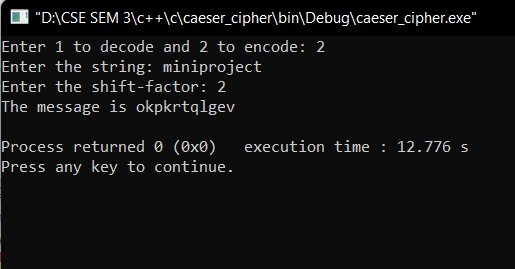 "D:\CSE SEM 3\c++\c\caeser_cipher\bin\Debug\caeser_cipher.exe"
Enter 1 to decode and 2 to encode: 2
Enter the string: miniproject
Enter the shift-factor: 2
The message is okpkrtqlgev
Process returned 0 (0x0)   execution time : 12.776 s
Press any key to continue.